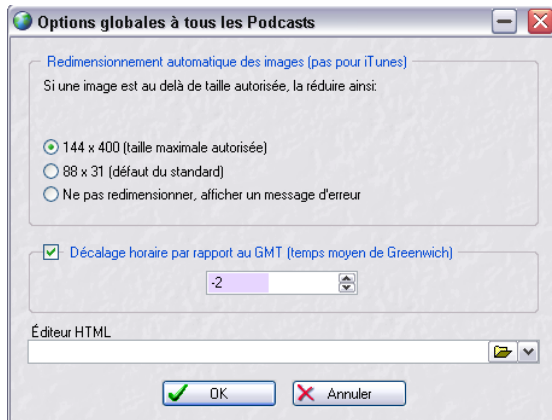 Options globales à tous les Podcasts
Redimensionnement automatique des images (pas pour iTunes)
Si une image est au delà de taille autorisée, la réduire ainsi:
144 x 400 (taille maximale autorisée)
88 x 31 (défaut du standard)
Ne pas redimensionner, afficher un message d'erreur
Décalage horaire par rapport au GMT (temps moyen de Greenwich)
-2
Éditeur HTML
OK Annuler